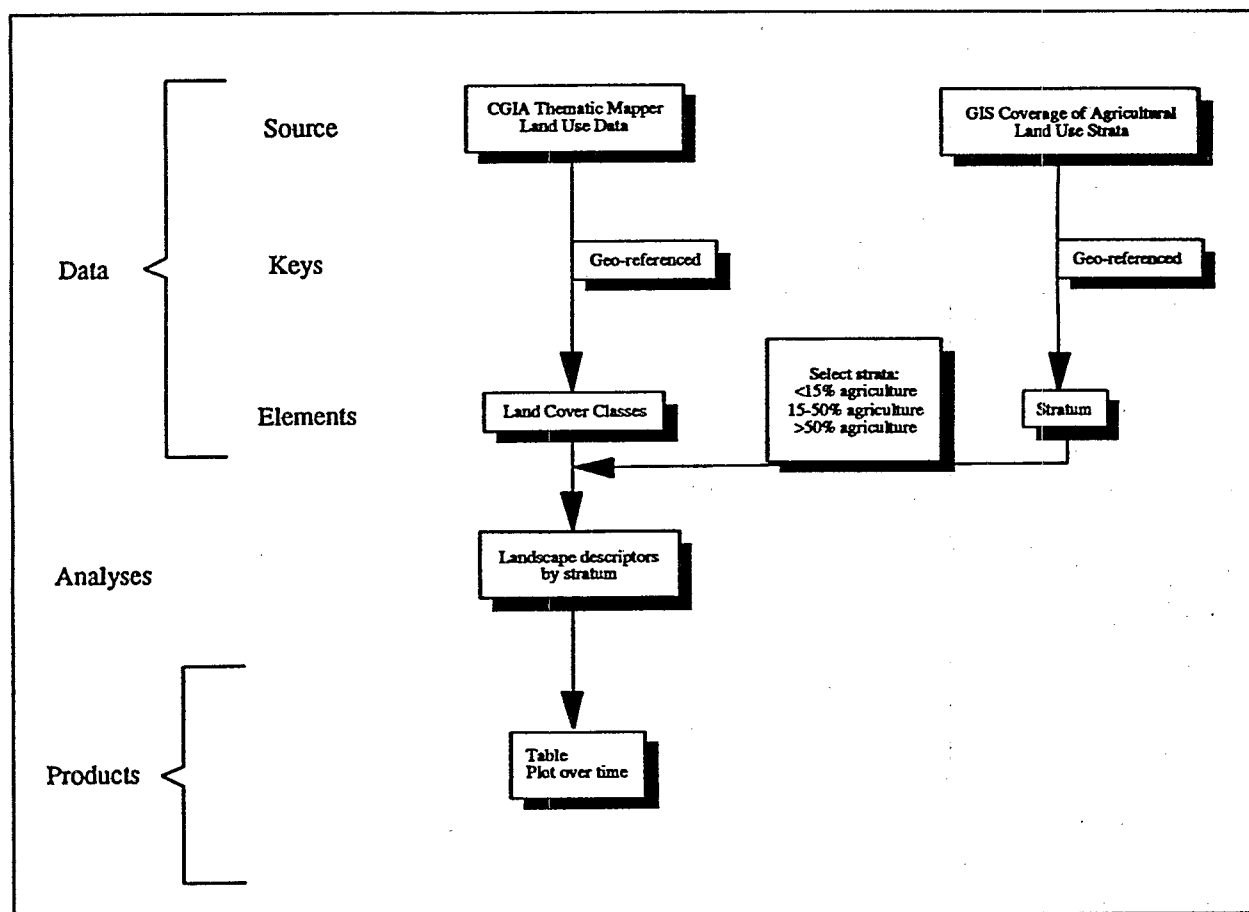 CGIA Thematic Mapper
Land Use Data
GIS Coverage of Agricultural
Land Use Strata
Source
Data
Keys
Geo-referenced
Geo-referenced
Elements
Land Cover Classes
Select strata:
<15% agriculture
15-50% agriculture
>50% agriculture
Stratum
Analyses
Landscape descriptors
by stratum
Products
Table
Plot over time